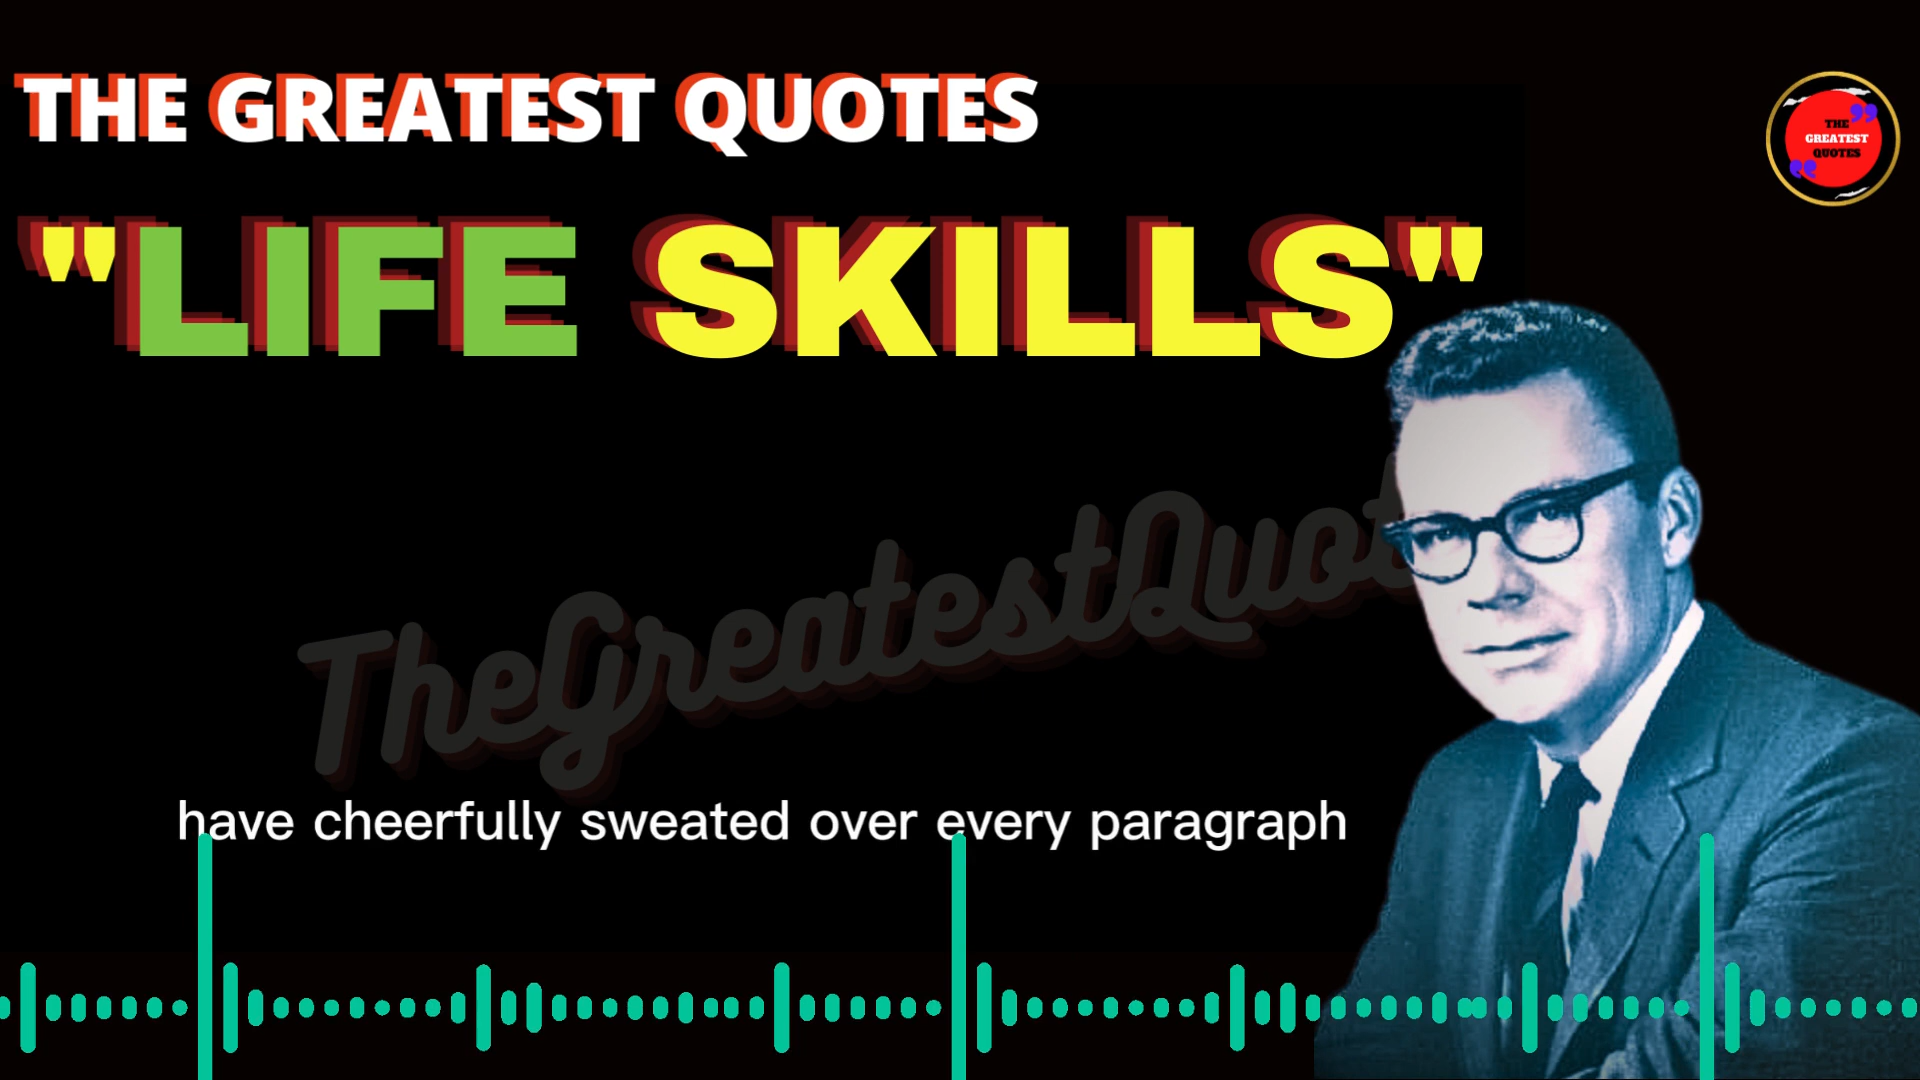 THE GREATEST QUOTES
THE
GREATEST
QUOTES
"LIFE SKILLS"
TheGreatestQuot
have cheerfully sweated over every paragraph